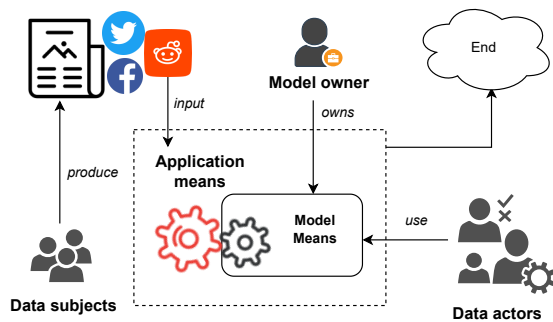 End
Model owner
input
owns
Application
means
produce
Model
Means
use
Data subjects
Data actors